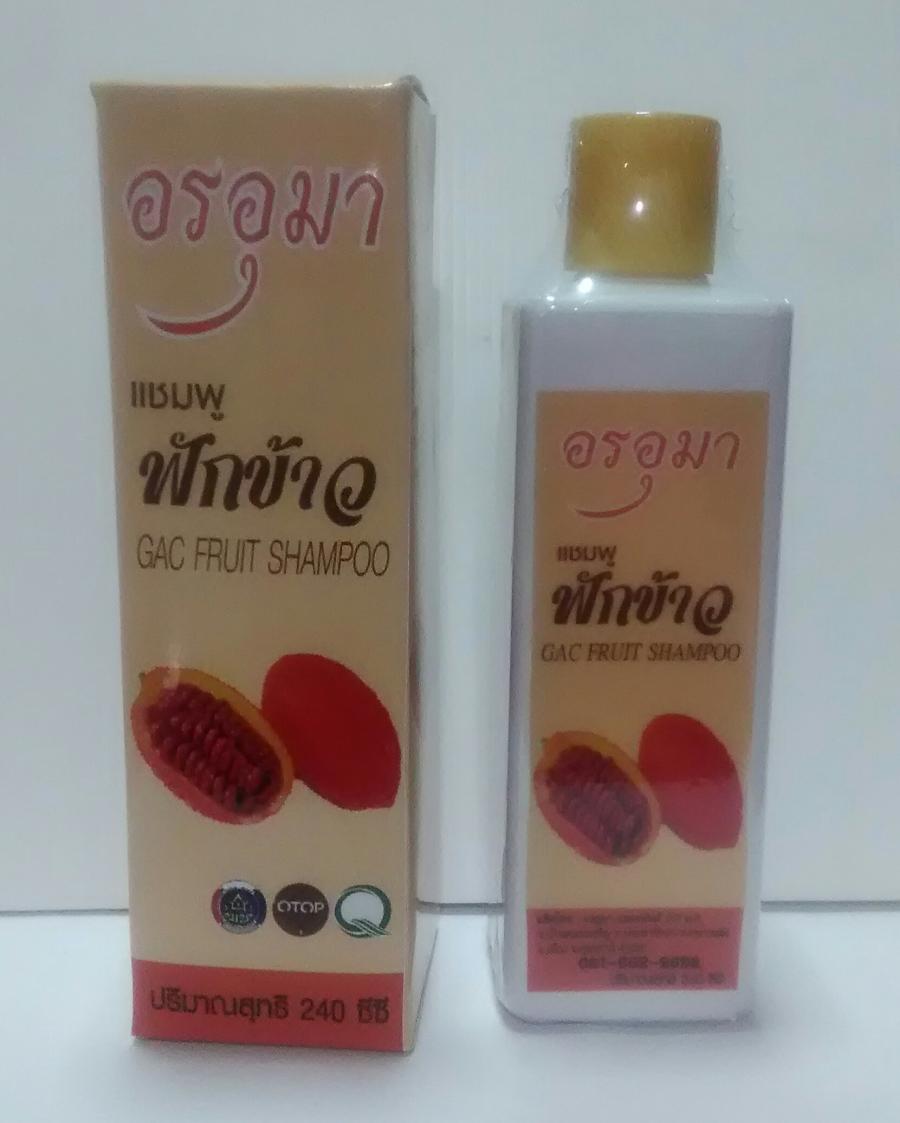 อรอุมา
แชมพู
ฟักข้าว
GAC FRUIT SHAMPOO
OTOP
Q
ปริมาณสุทธิ 240 ซีซี
อรอุมา
แชมพู
ฟักข้าว
GAC FRUIT SHAMPOO